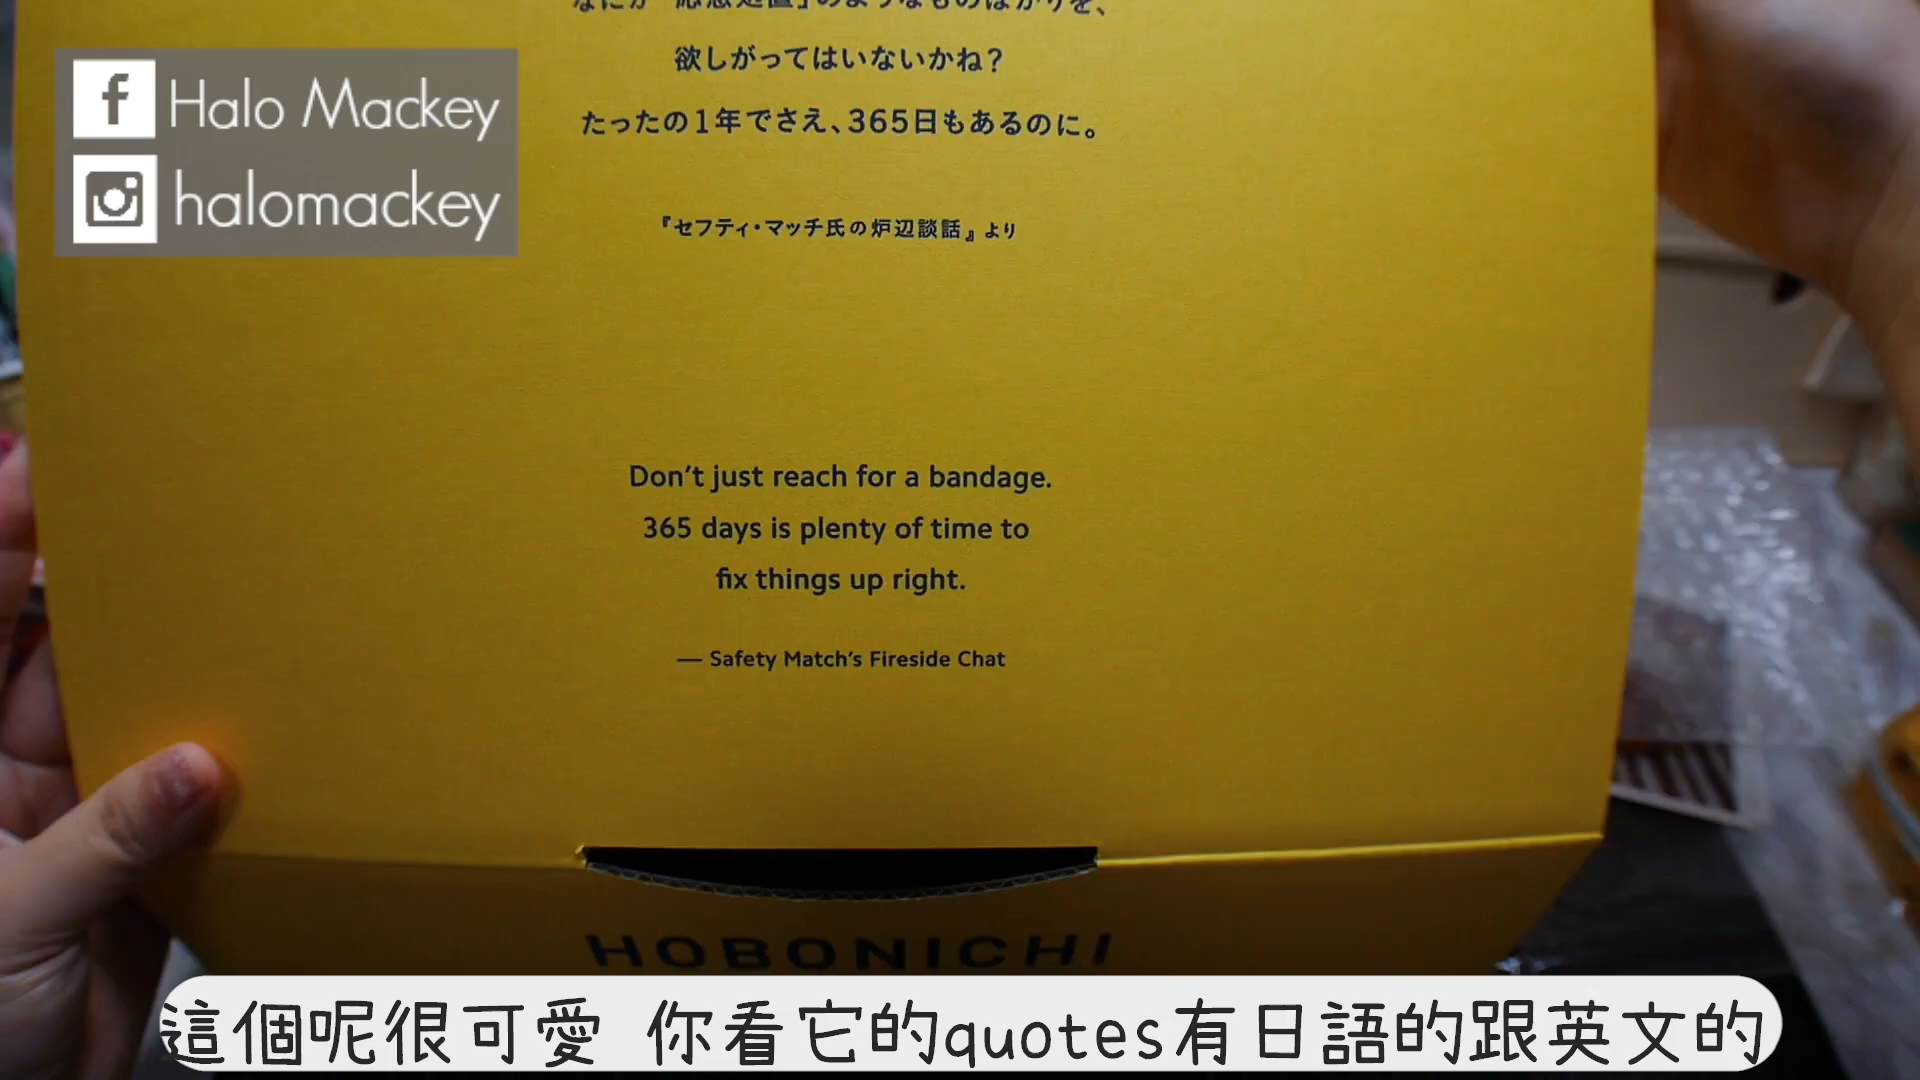 Halo Mackey
halomackey
欲しがってはいないかね？
たったの1年でさえ、365日もあるのに。
『セフティ・マッチ氏の炉辺談話』より
Don't just reach for a bandage.
365 days is plenty of time to
fix things up right.
— Safety Match's Fireside Chat
HOBONICHI
這個呢很可愛 你看它的quotes有日語的跟英文的